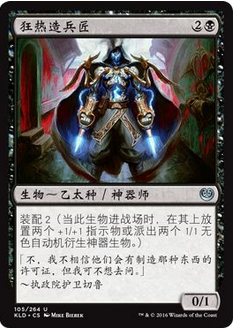 狂热造兵匠 2
生物～乙太种 / 神器师
装配2（当此生物进战场时，在其上放
置两个 +1/+1 指示物或派出两个 1/1 无
色自动机衍生神器生物。）
「不，我不相信他们会有制造那种东西的
许可证，但我可不想去问。」
～执政院护卫切鲁
0/1
105/264 U
KLD • CS MIKE BIEREK
™ & © 2016 Wizards of the Coast